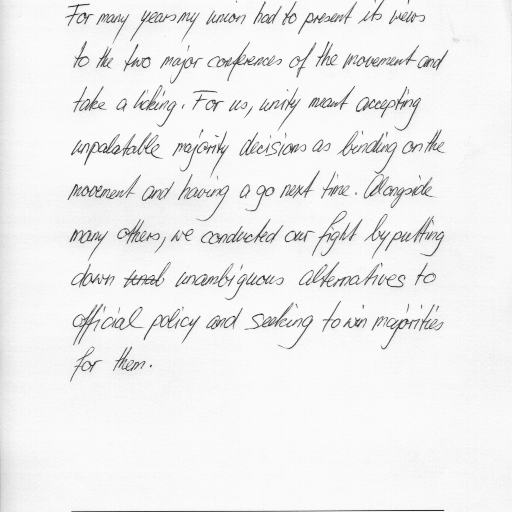 For many years my union had to present its views
to the two major conferences of the movement and
take a licking. For us, unity meant accepting
unpalatable majority decisions as binding on the
movement and having a go next time. Alongside
many others, we conducted our fight by putting
down unambiguous alternatives to
official policy and seeking to win majorities
for them.